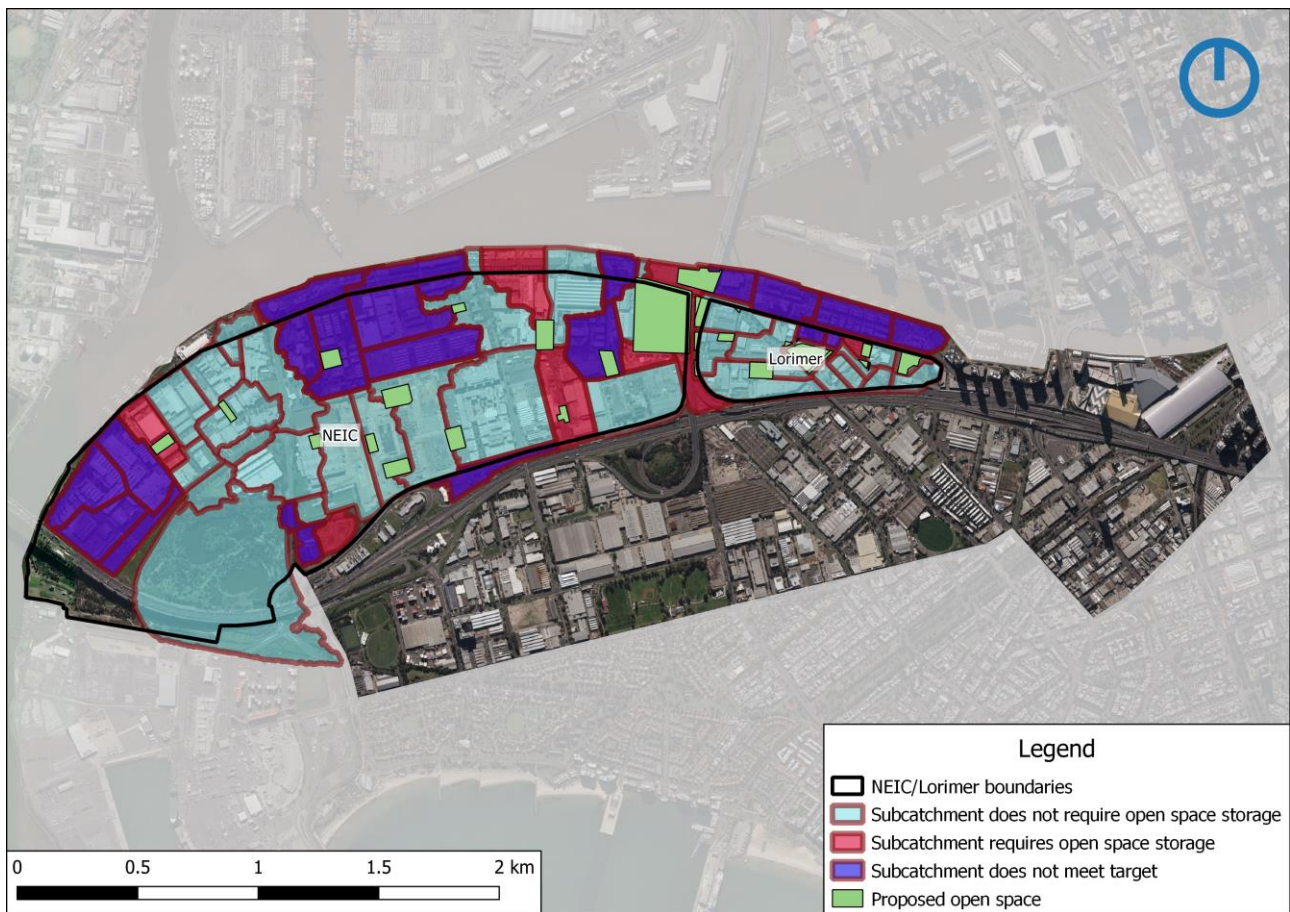 NEIC
Lorimer
Legend
NEIC/Lorimer boundaries
Subcatchment does not require open space storage
Subcatchment requires open space storage
Subcatchment does not meet target
Proposed open space
0 0.5 1 1.5 2 km